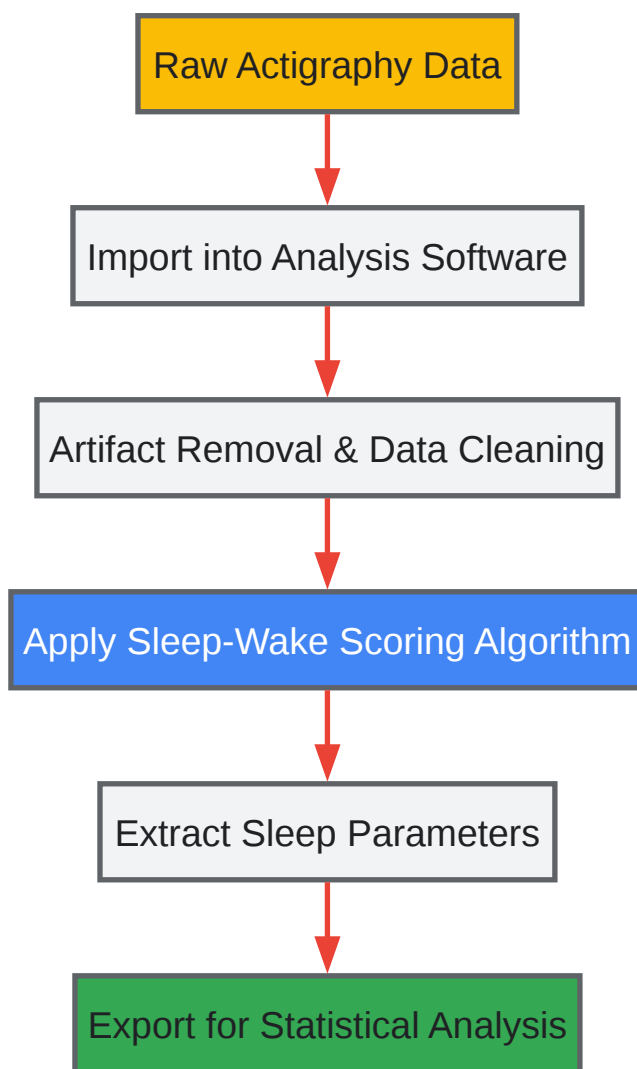 Raw Actigraphy Data
Import into Analysis Software
Artifact Removal & Data Cleaning
Apply Sleep-Wake Scoring Algorithm
Extract Sleep Parameters
Export for Statistical Analysis